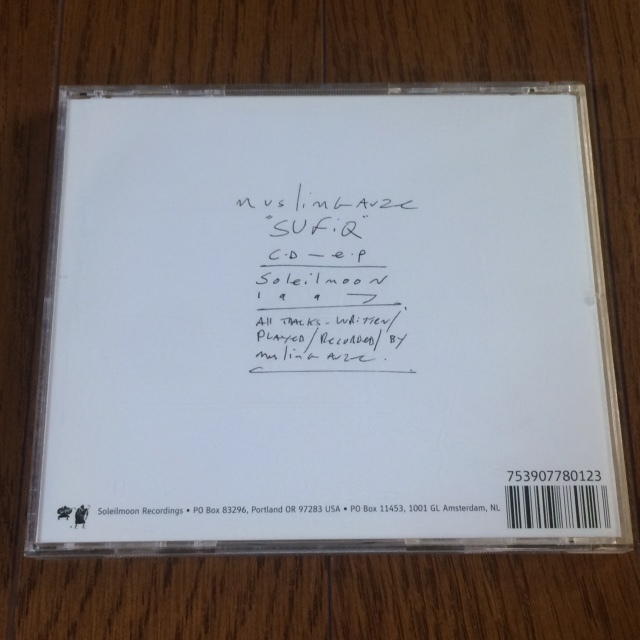 muslimgauze
"SUFiQ"
C.D — e.p
Soleilmoon
1997
All TRACKS - WRITTEN/
PLAYED/RECORDED/BY
muslimgauze.
753907780123
Soleilmoon Recordings • PO Box 83296, Portland OR 97283 USA • PO Box 11453, 1001 GL Amsterdam, NL